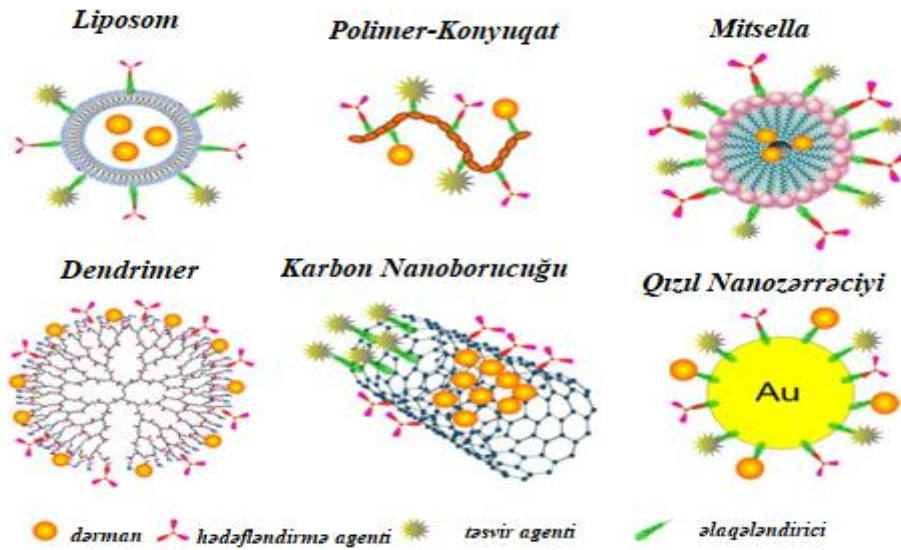 Liposom
Polimer-Konyuqat
Mitsella
Dendrimer
Karbon Nanoborucuğu
Qızıl Nanozərrəciyi
Au
dərman
hədəfləndirmə agenti
təsvir agenti
əlaqələndirici